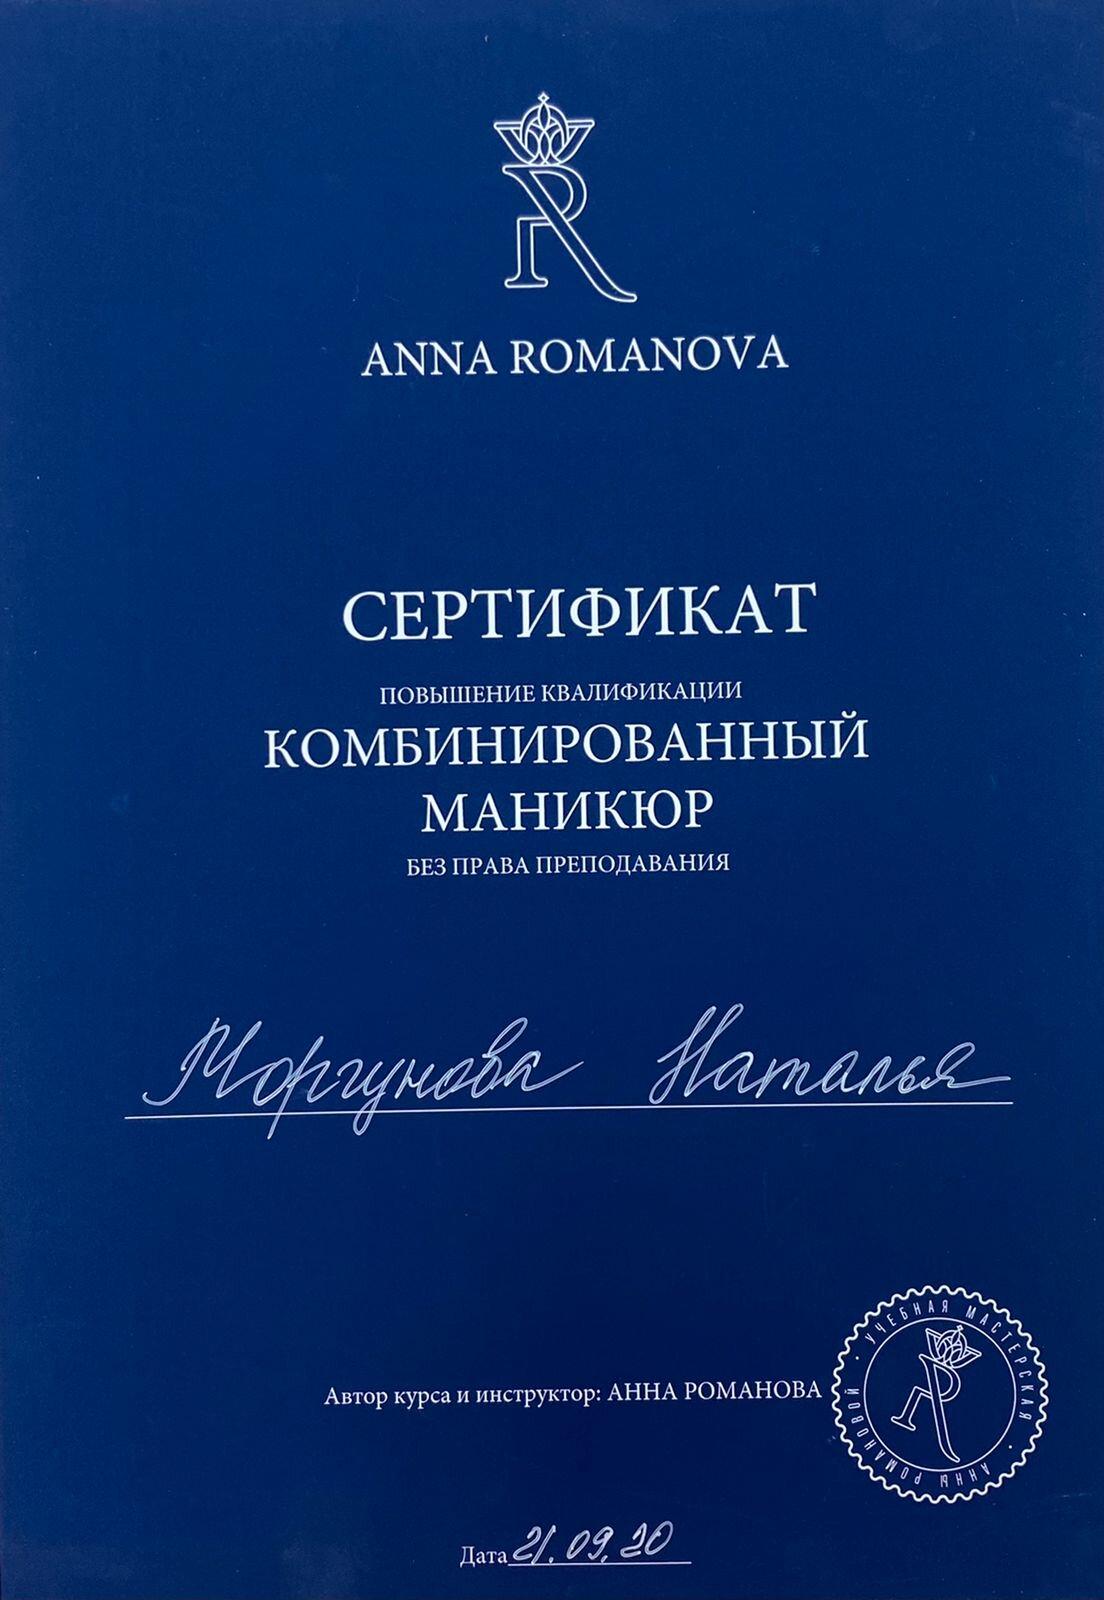 ANNA ROMANOVA
СЕРТИФИКАТ
ПОВЫШЕНИЕ КВАЛИФИКАЦИИ
КОМБИНИРОВАННЫЙ
МАНИКЮР
БЕЗ ПРАВА ПРЕПОДАВАНИЯ
Моргунова Наталья
Автор курса и инструктор: АННА РОМАНОВА
УЧЕБНАЯ МАСТЕРСКАЯ · АННЫ РОМАНОВОЙ ·
Дата 21.09.20